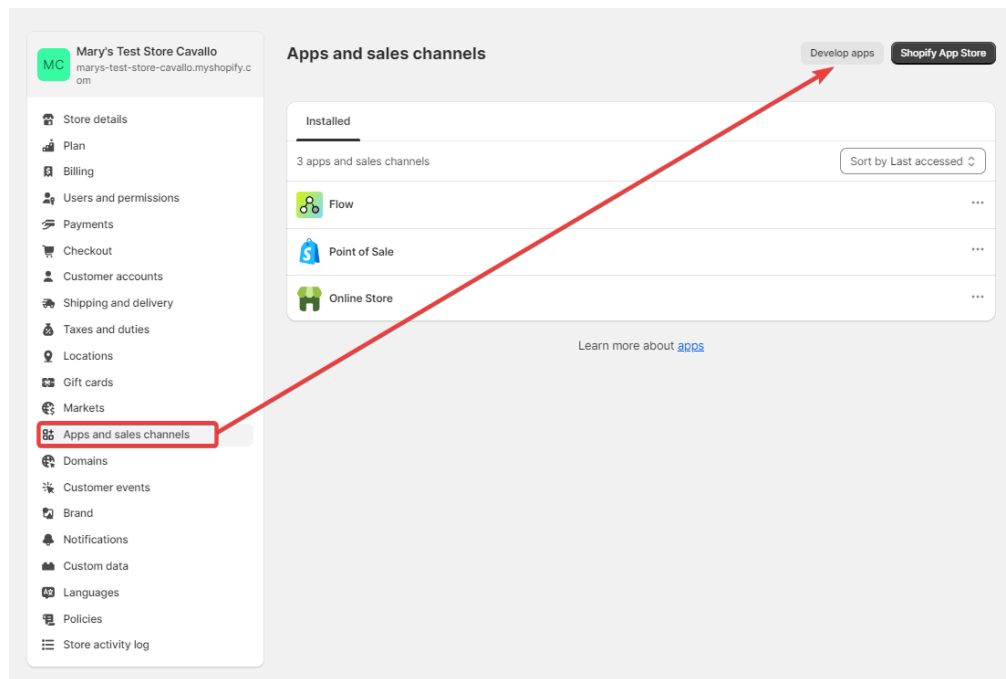 MC
Mary's Test Store Cavallo
marys-test-store-cavallo.myshopify.c
om
Store details
Plan
Billing
Users and permissions
Payments
Checkout
Customer accounts
Shipping and delivery
Taxes and duties
Locations
Gift cards
Markets
Apps and sales channels
Domains
Customer events
Brand
Notifications
Custom data
Languages
Policies
Store activity log
Apps and sales channels
Develop apps
Shopify App Store
Installed
3 apps and sales channels
Sort by Last accessed
Flow
Point of Sale
Online Store
Learn more about apps